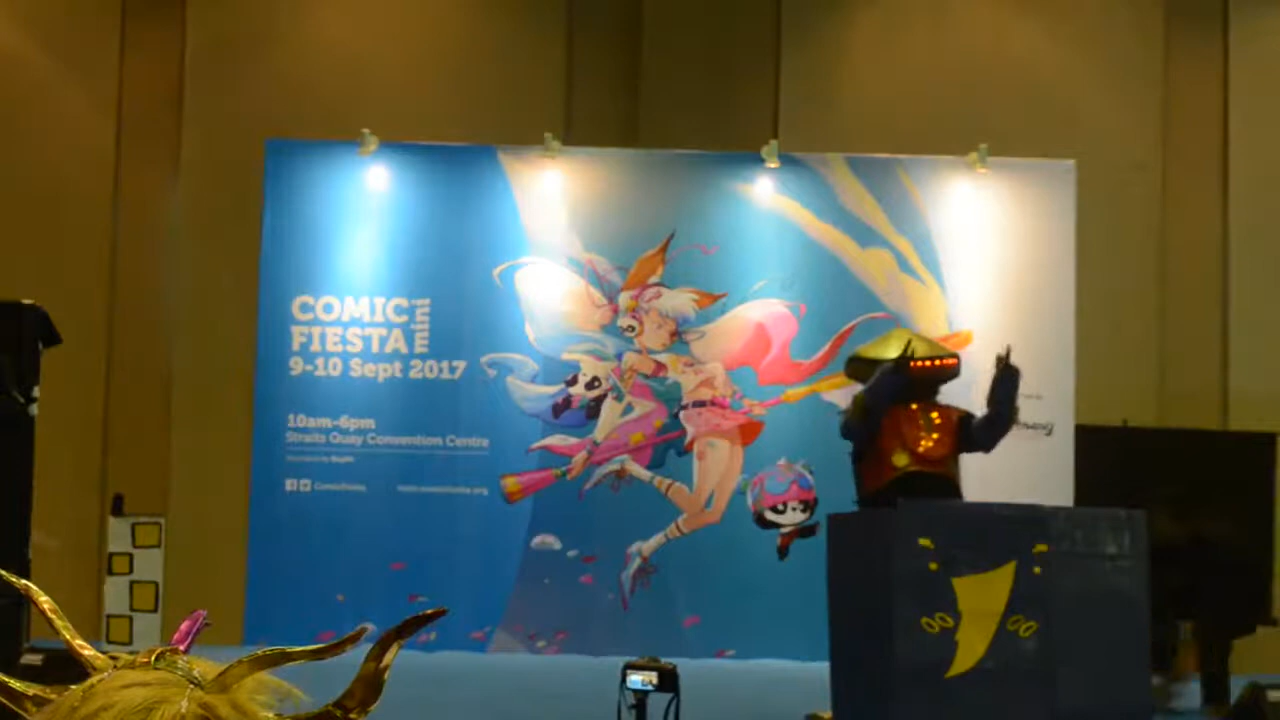 COMIC
FIESTA mini
9-10 Sept 2017
10am-6pm
Straits Quay Convention Centre